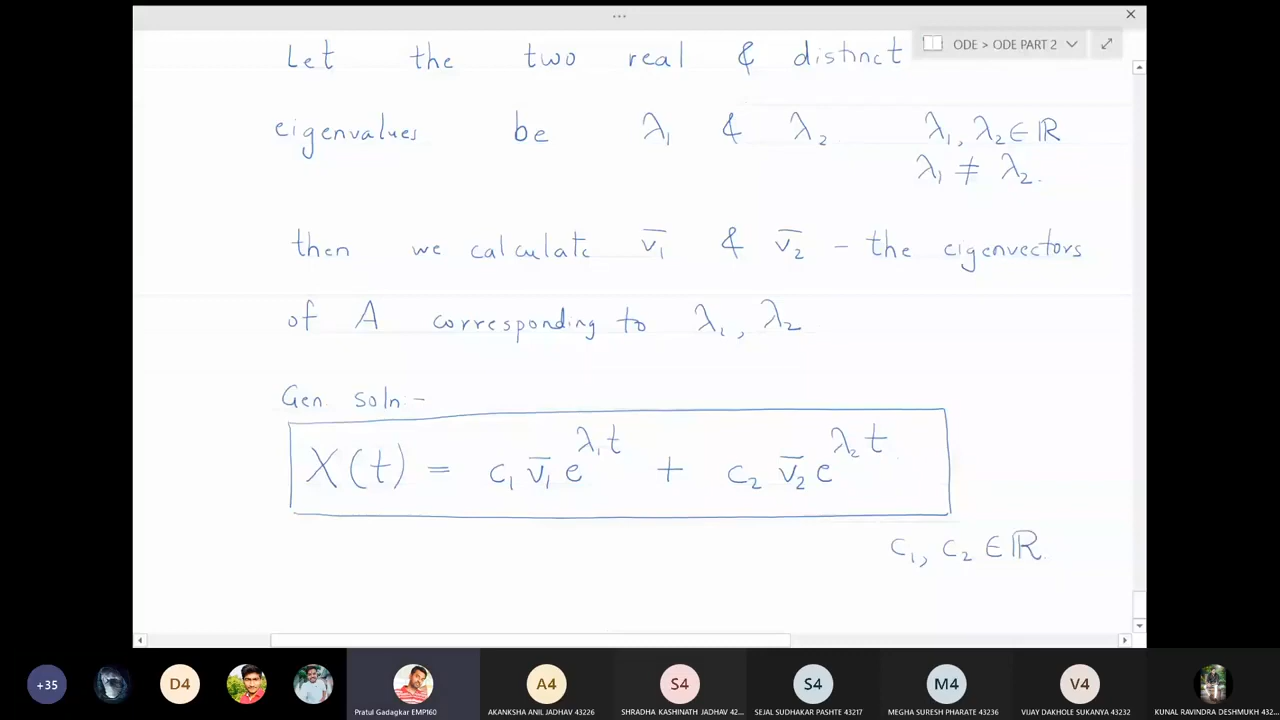 ODE > ODE PART 2
Let the two real & distinct
eigenvalues be λ₁ & λ₂ λ₁, λ₂ ∈ ℝ
λ₁ ≠ λ₂.
then we calculate v̅₁ & v̅₂ - the eigenvectors
of A corresponding to λ₁, λ₂
Gen soln:-
X(t) = c₁ v̅₁ e^{λ₁t} + c₂ v̅₂ e^{λ₂t}
c₁, c₂ ∈ ℝ.
+35 D4 A4 S4 S4 M4 V4
Pratul Gadagkar EMP160 AKANKSHA ANIL JADHAV 43226 SHRADHA KASHINATH JADHAV 42... SEJAL SUDHAKAR PASHTE 43217 MEGHA SURESH PHARATE 43236 VIJAY DAKHOLE SUKANYA 43232 KUNAL RAVINDRA DESHMUKH 432...